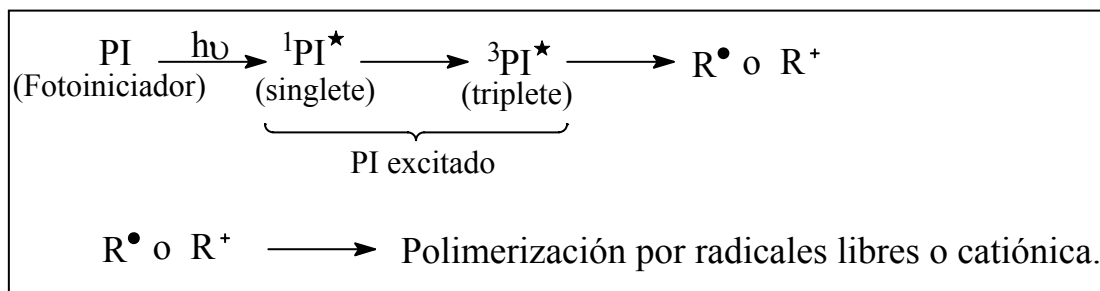 PI hυ ¹PI★ ³PI★ R● o R⁺
(Fotoiniciador) (singlete) (triplete)
PI excitado
R● o R⁺ Polimerización por radicales libres o catiónica.